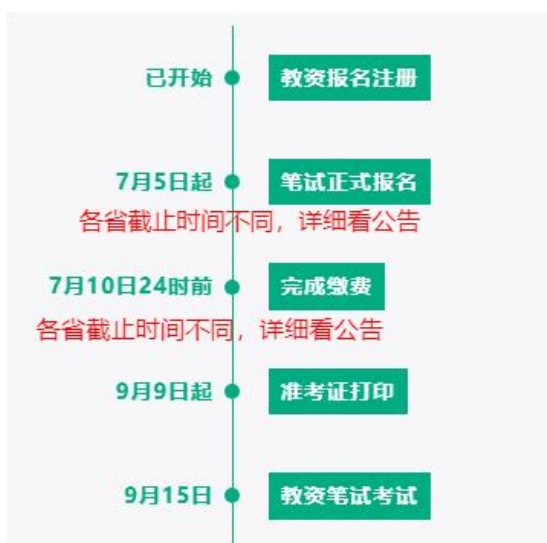 已开始 教资报名注册
7月5日起 笔试正式报名
各省截止时间不同，详细看公告
7月10日24时前 完成缴费
各省截止时间不同，详细看公告
9月9日起 准考证打印
9月15日 教资笔试考试